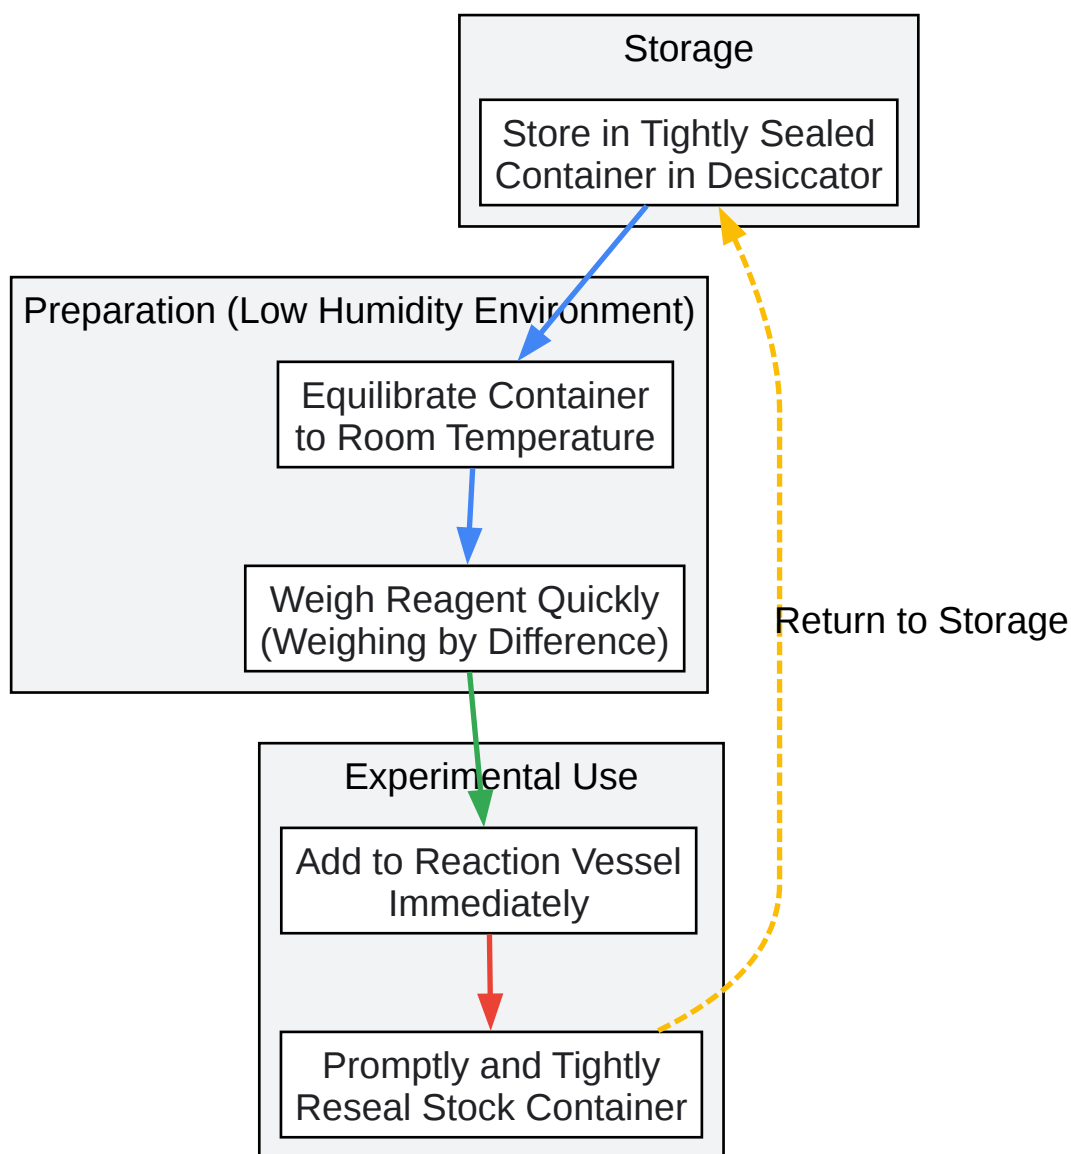 Storage
Store in Tightly Sealed
Container in Desiccator
Preparation (Low Humidity Environment)
Equilibrate Container
to Room Temperature
Weigh Reagent Quickly
(Weighing by Difference)
Return to Storage
Experimental Use
Add to Reaction Vessel
Immediately
Promptly and Tightly
Reseal Stock Container